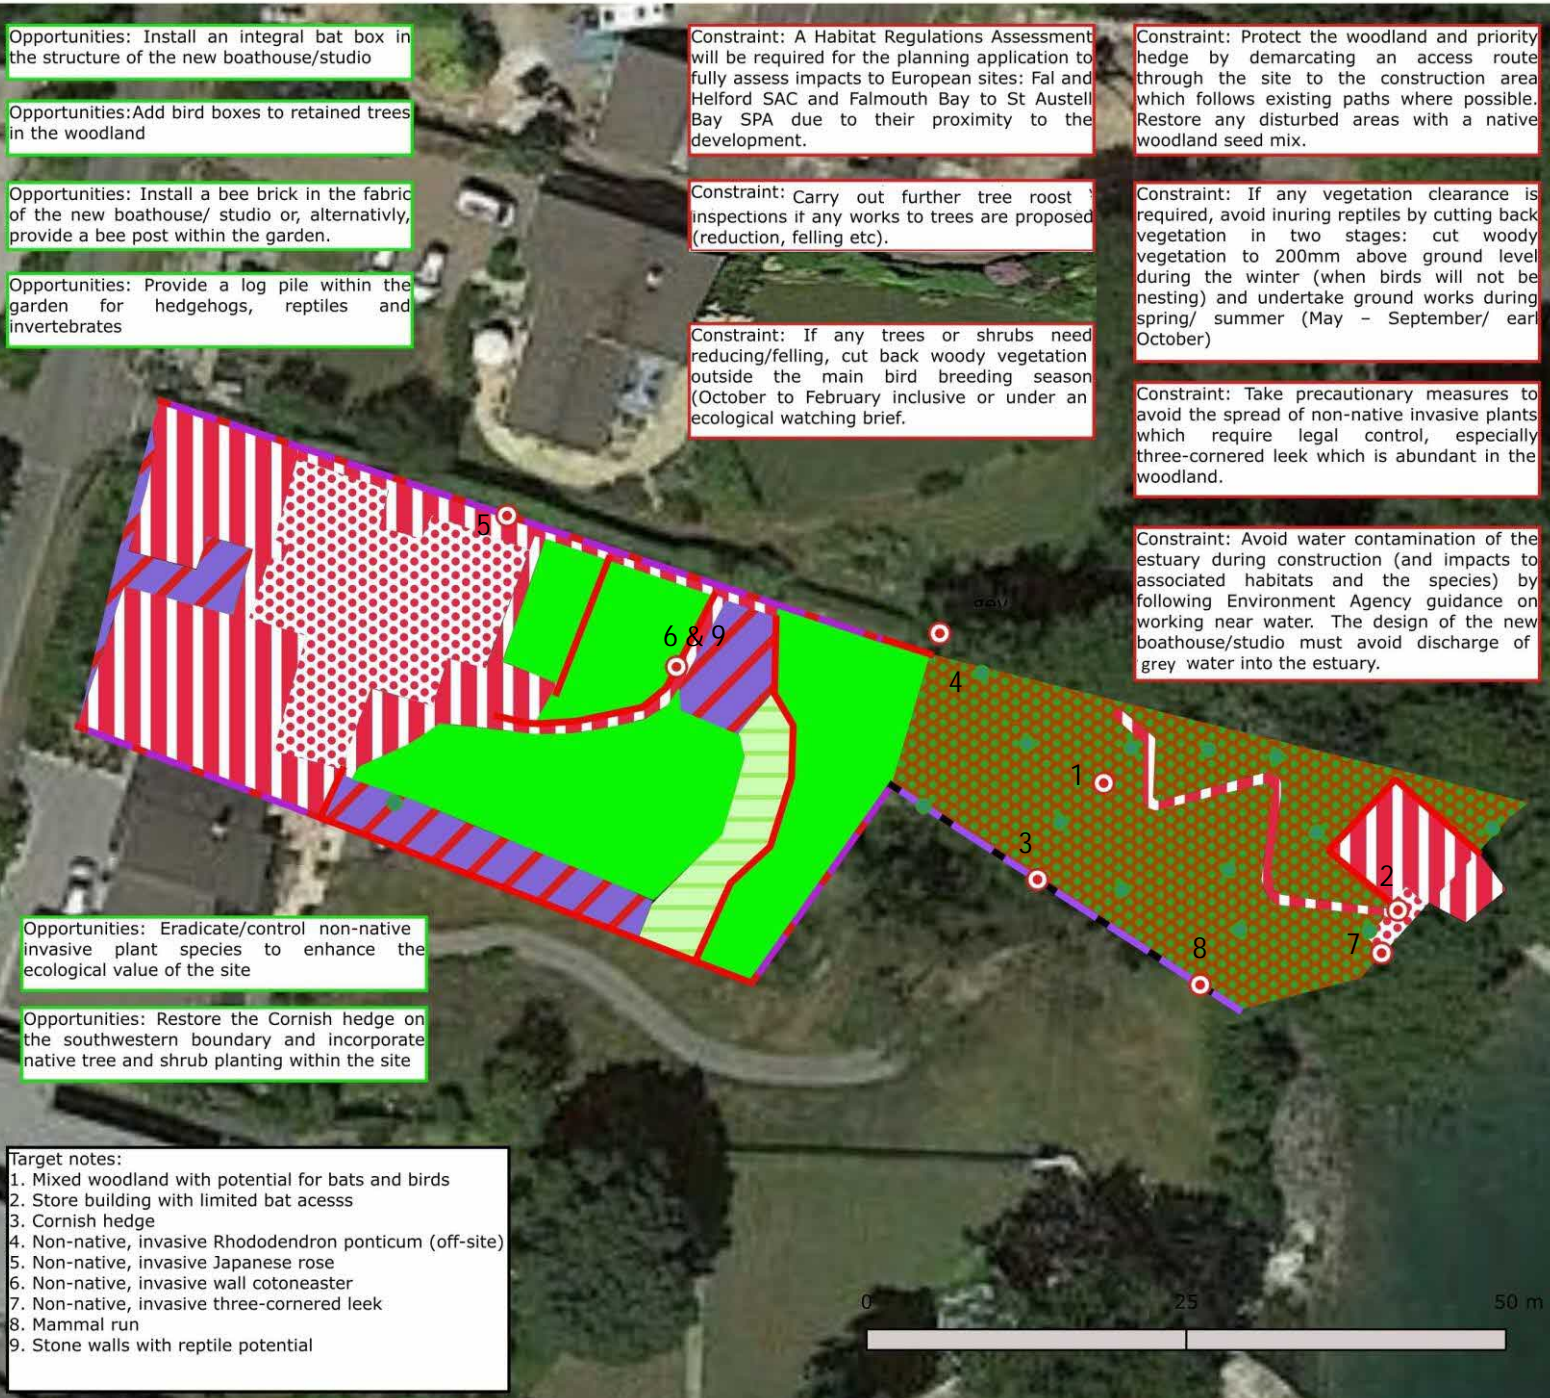 Opportunities: Install an integral bat box in
the structure of the new boathouse/studio
Opportunities:Add bird boxes to retained trees
in the woodland
Opportunities: Install a bee brick in the fabric
of the new boathouse/ studio or, alternativly,
provide a bee post within the garden.
Opportunities: Provide a log pile within the
garden for hedgehogs, reptiles and
invertebrates
Constraint: A Habitat Regulations Assessment
will be required for the planning application to
fully assess impacts to European sites: Fal and
Helford SAC and Falmouth Bay to St Austell
Bay SPA due to their proximity to the
development.
Constraint: Carry out further tree roost
inspections if any works to trees are proposed
(reduction, felling etc).
Constraint: If any trees or shrubs need
reducing/felling, cut back woody vegetation
outside the main bird breeding season
(October to February inclusive or under an
ecological watching brief.
Constraint: Protect the woodland and priority
hedge by demarcating an access route
through the site to the construction area
which follows existing paths where possible.
Restore any disturbed areas with a native
woodland seed mix.
Constraint: If any vegetation clearance is
required, avoid inuring reptiles by cutting back
vegetation in two stages: cut woody
vegetation to 200mm above ground level
during the winter (when birds will not be
nesting) and undertake ground works during
spring/ summer (May – September/ earl
October)
Constraint: Take precautionary measures to
avoid the spread of non-native invasive plants
which require legal control, especially
three-cornered leek which is abundant in the
woodland.
Constraint: Avoid water contamination of the
estuary during construction (and impacts to
associated habitats and the species) by
following Environment Agency guidance on
working near water. The design of the new
boathouse/studio must avoid discharge of
grey water into the estuary.
5
6 & 9
4
1
3
2
7
8
Opportunities: Eradicate/control non-native
invasive plant species to enhance the
ecological value of the site
Opportunities: Restore the Cornish hedge on
the southwestern boundary and incorporate
native tree and shrub planting within the site
Target notes:
1. Mixed woodland with potential for bats and birds
2. Store building with limited bat acesss
3. Cornish hedge
4. Non-native, invasive Rhododendron ponticum (off-site)
5. Non-native, invasive Japanese rose
6. Non-native, invasive wall cotoneaster
7. Non-native, invasive three-cornered leek
8. Mammal run
9. Stone walls with reptile potential
0 25 50 m